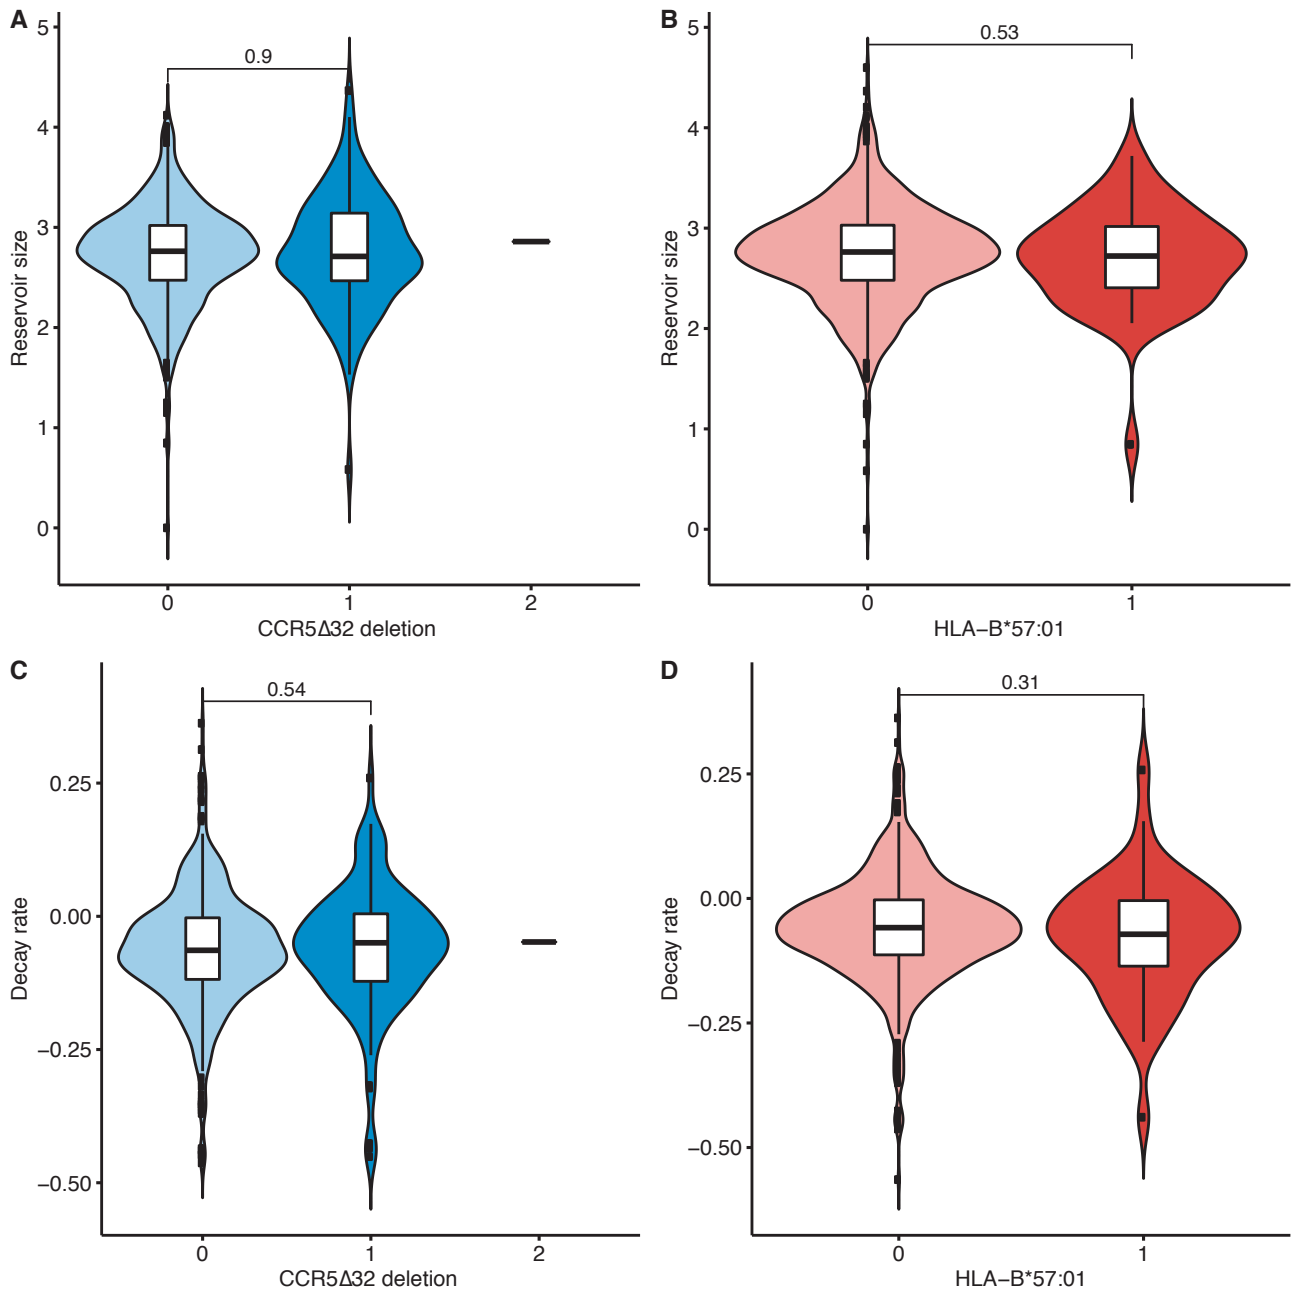 A
5
4
3
2
1
0
Reservoir size
0.9
0
1
2
CCR5Δ32 deletion
B
5
4
3
2
1
0
Reservoir size
0.53
0
1
HLA−B*57:01
C
0.25
0.00
−0.25
−0.50
Decay rate
0.54
0
1
2
CCR5Δ32 deletion
D
0.25
0.00
−0.25
−0.50
Decay rate
0.31
0
1
HLA−B*57:01